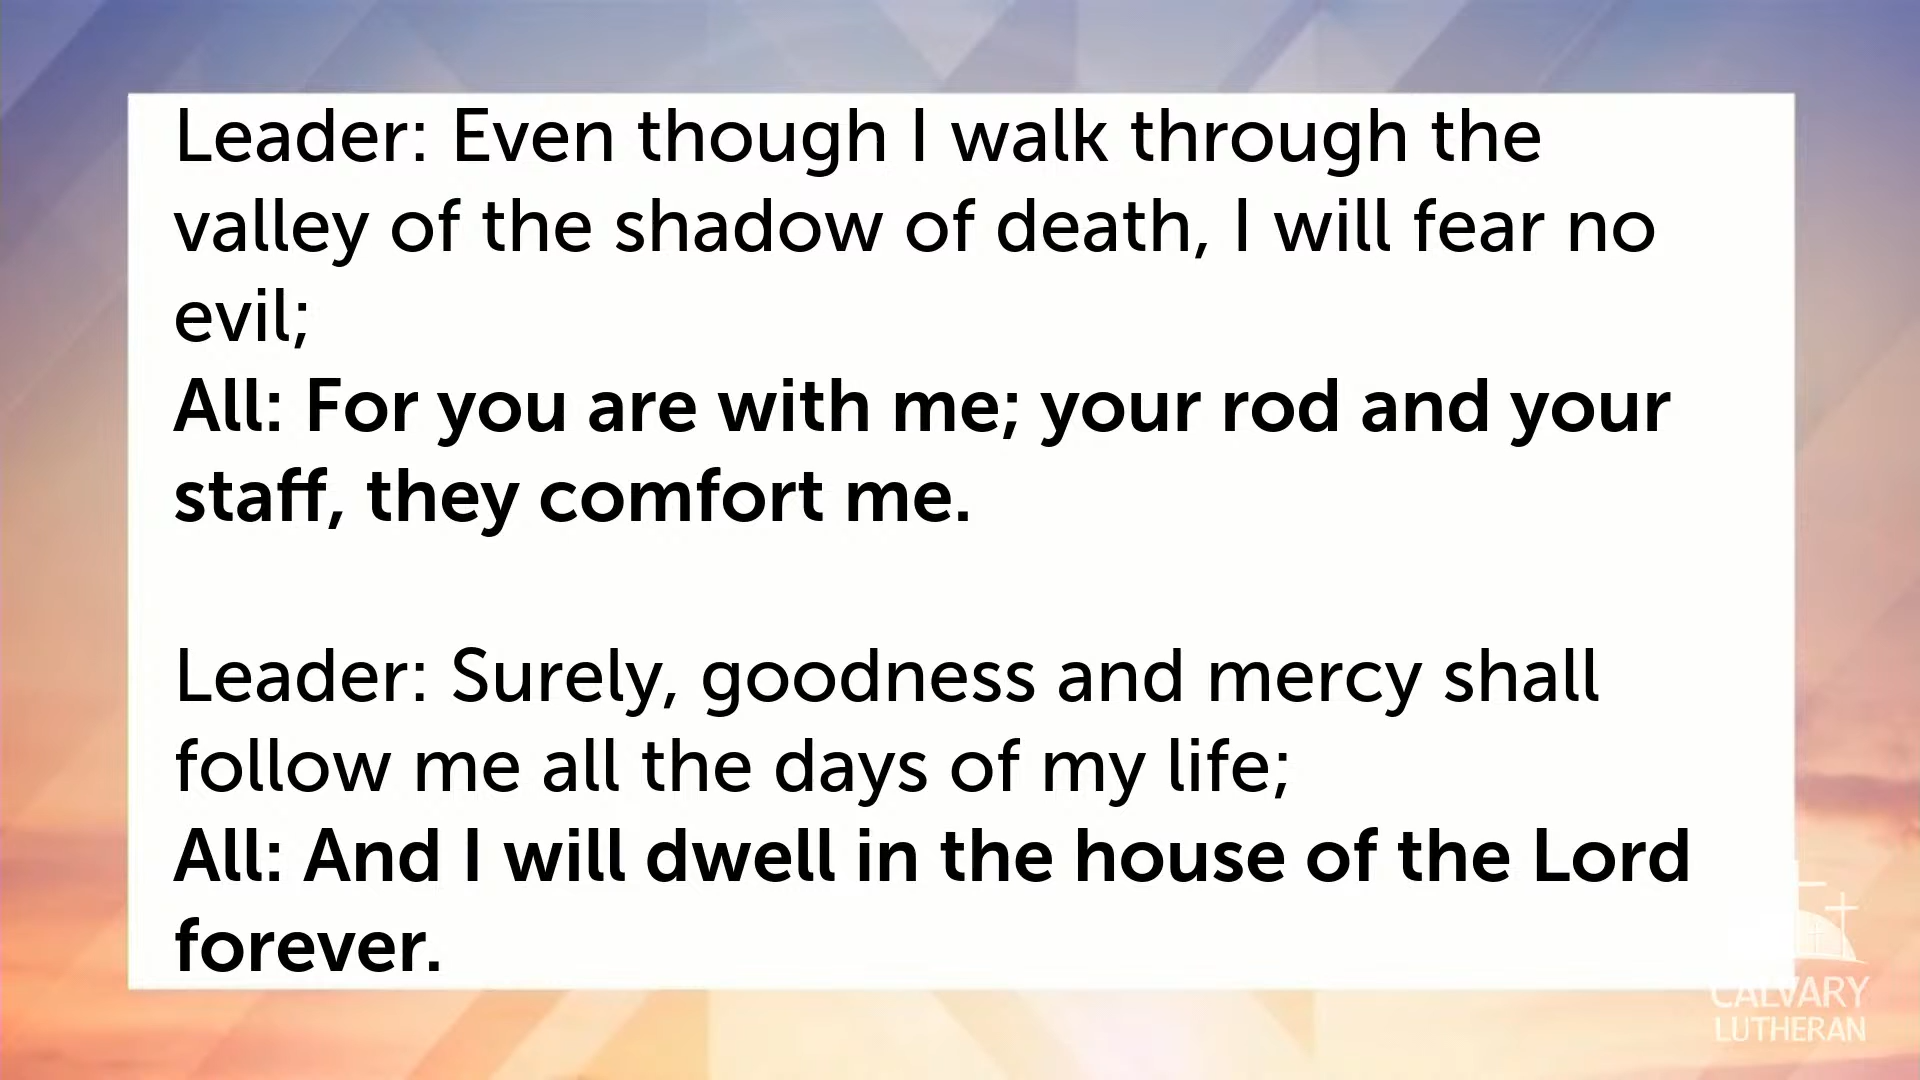 Leader: Even though I walk through the
valley of the shadow of death, I will fear no
evil;
All: For you are with me; your rod and your
staff, they comfort me.
Leader: Surely, goodness and mercy shall
follow me all the days of my life;
All: And I will dwell in the house of the Lord
forever.
CALVARY
LUTHERAN